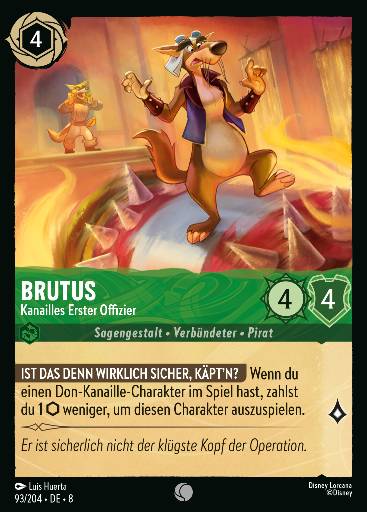 4
BRUTUS
Kanailles Erster Offizier
4 4
Sagengestalt • Verbündeter • Pirat
IST DAS DENN WIRKLICH SICHER, KÄPT'N? Wenn du
einen Don-Kanaille-Charakter im Spiel hast, zahlst
du 1 weniger, um diesen Charakter auszuspielen.
Er ist sicherlich nicht der klügste Kopf der Operation.
Luis Huerta
93/204 • DE • 8
Disney Lorcana
©Disney